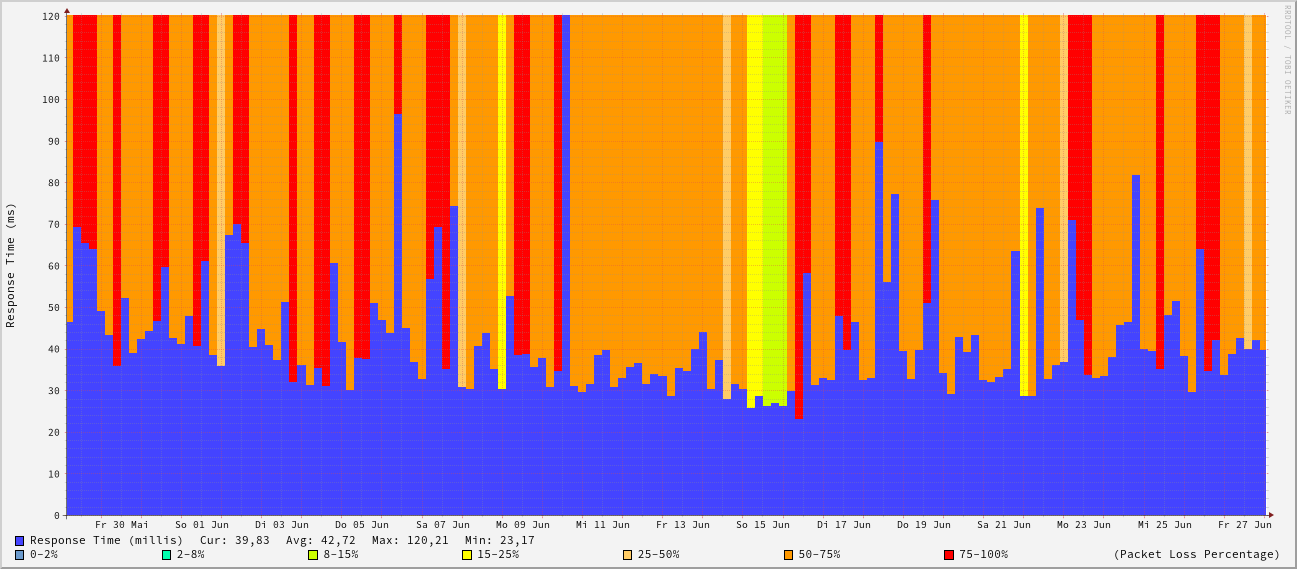 RRDTOOL / TOBI OETIKER
Response Time (ms)
120
110
100
90
80
70
60
50
40
30
20
10
0
Fr 30 Mai So 01 Jun Di 03 Jun Do 05 Jun Sa 07 Jun Mo 09 Jun Mi 11 Jun Fr 13 Jun So 15 Jun Di 17 Jun Do 19 Jun Sa 21 Jun Mo 23 Jun Mi 25 Jun Fr 27 Jun
Response Time (millis) Cur: 39,83 Avg: 42,72 Max: 120,21 Min: 23,17
0-2% 2-8% 8-15% 15-25% 25-50% 50-75% 75-100% (Packet Loss Percentage)